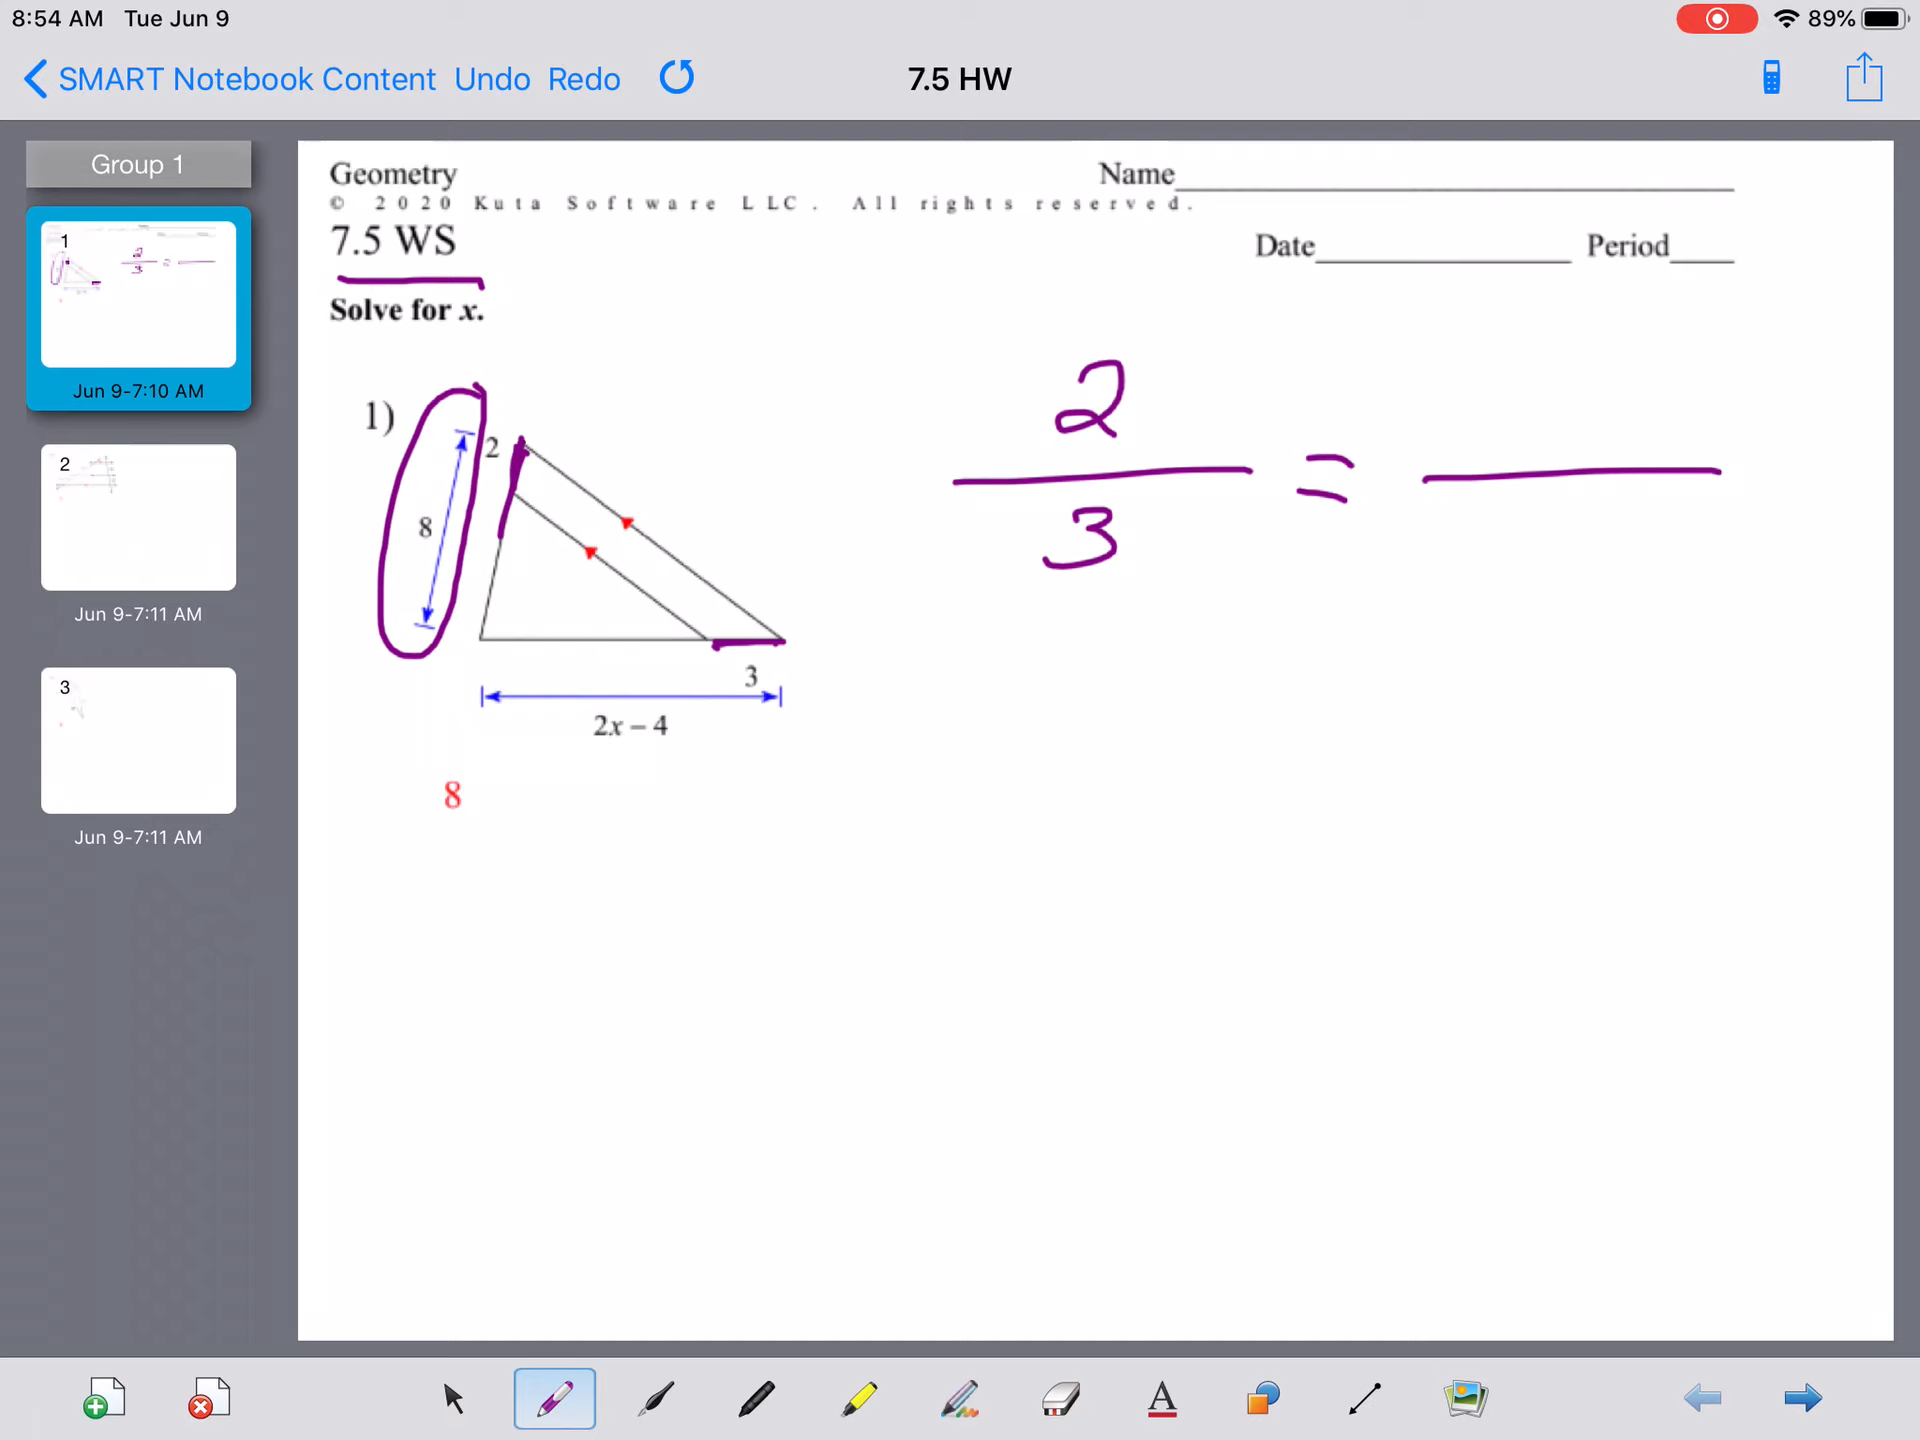 8:54 AM Tue Jun 9
89%
SMART Notebook Content Undo Redo
7.5 HW
Group 1
1
Jun 9-7:10 AM
2
Jun 9-7:11 AM
3
Jun 9-7:11 AM
Geometry
Name
© 2020 Kuta Software LLC. All rights reserved.
7.5 WS
Date Period
Solve for x.
1)
2
8
3
2x – 4
8
2
=
3
A